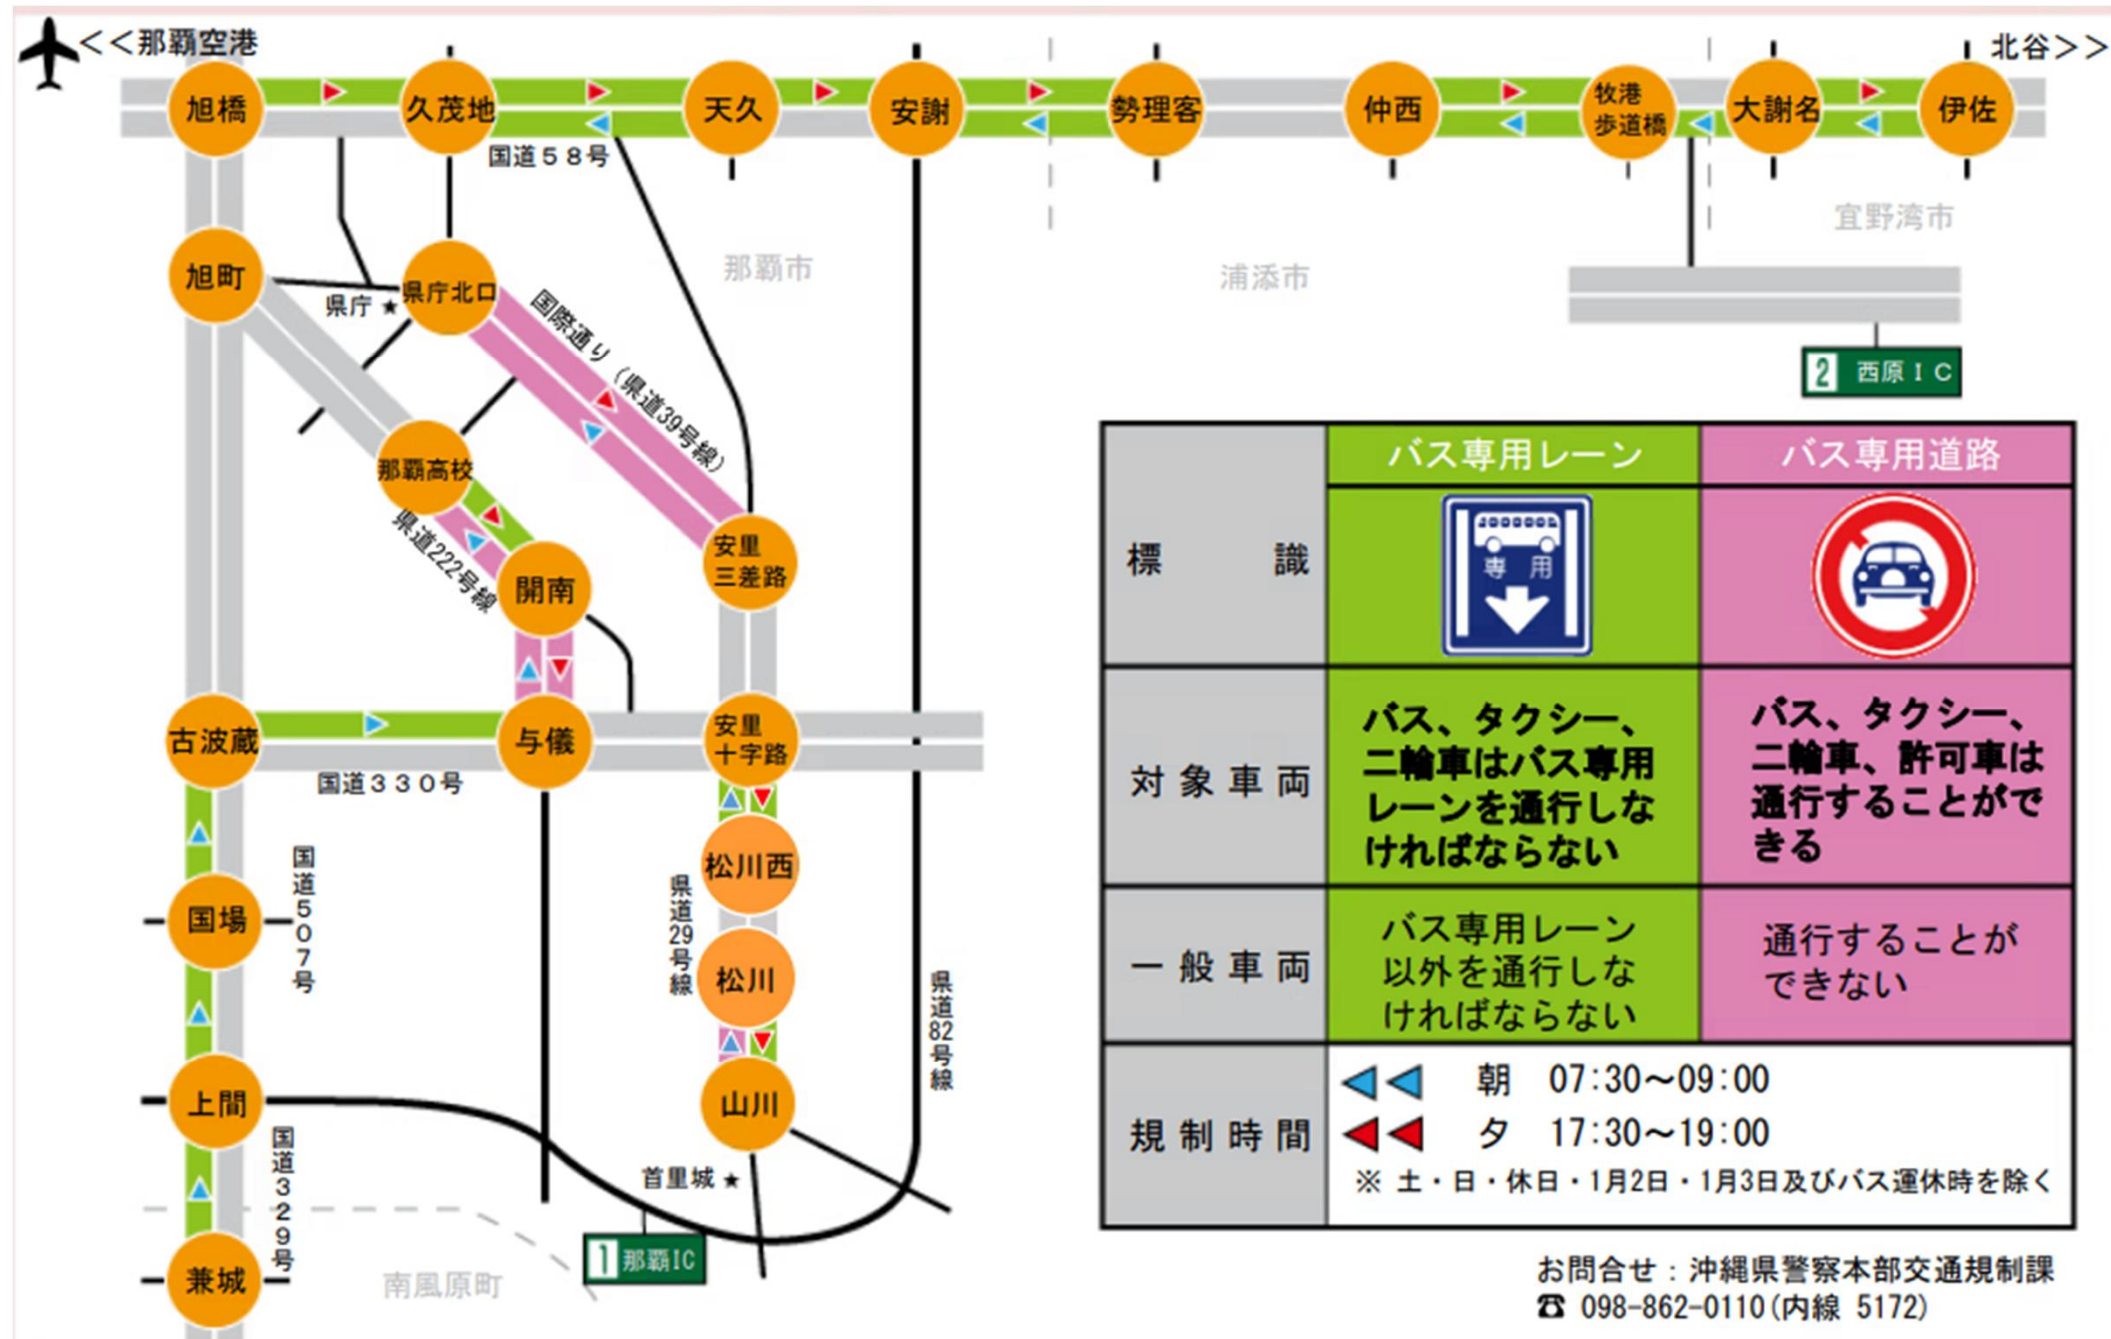 <<那覇空港
北谷>>
旭橋
久茂地
天久
安謝
勢理客
仲西
牧港
歩道橋
大謝名
伊佐
国道58号
旭町
県庁 ★
県庁北口
国際通り（県道39号線）
那覇市
浦添市
宜野湾市
2 西原IC
那覇高校
県道222号線
開南
安里
三差路
古波蔵
与儀
安里
十字路
国道330号
国場
国道507号
松川西
県道29号線
松川
県道82号線
上間
国道329号
山川
首里城 ★
1 那覇IC
兼城
南風原町
標識
バス専用レーン
バス専用道路
専用
対象車両
バス、タクシー、
二輪車はバス専用
レーンを通行しな
ければならない
バス、タクシー、
二輪車、許可車は
通行することがで
きる
一般車両
バス専用レーン
以外を通行しな
ければならない
通行することが
できない
規制時間
朝 07:30～09:00
夕 17:30～19:00
※ 土・日・休日・1月2日・1月3日及びバス運休時を除く
お問合せ：沖縄県警察本部交通規制課
☎ 098-862-0110(内線 5172)